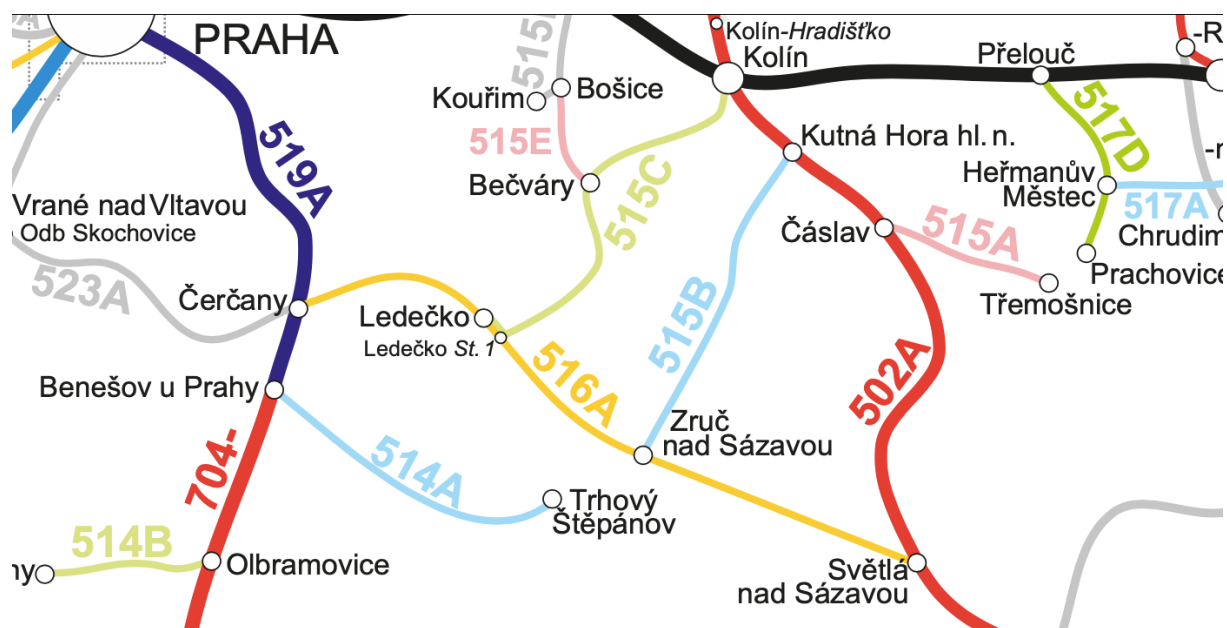 PRAHA
Kolín-Hradišťko
Kolín
Přelouč
-R
515
Kouřim
Bošice
519A
515E
515C
Kutná Hora hl. n.
517D
Heřmanův
Městec
517A
Bečváry
Vrané nad Vltavou
Odb Skochovice
Čáslav
515A
Chrudim
Prachovice
523A
Čerčany
Třemošnice
Ledečko
Ledečko St. 1
515B
516A
502A
Benešov u Prahy
Zruč
nad Sázavou
704-
514A
Trhový
Štěpánov
514B
Olbramovice
Světlá
nad Sázavou